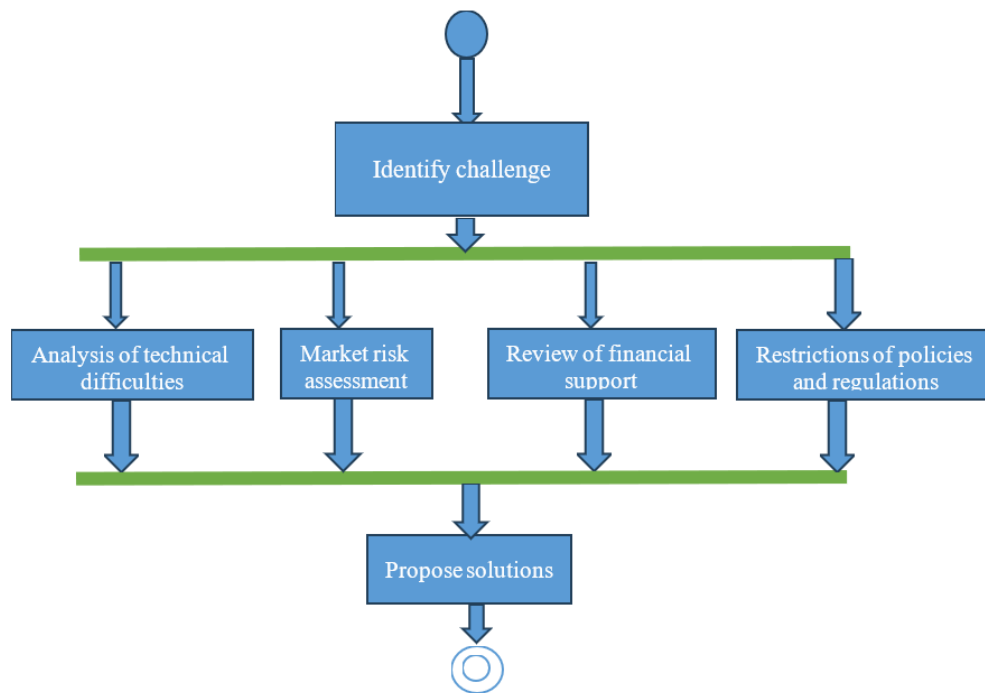 Identify challenge
Analysis of technical
difficulties
Market risk
assessment
Review of financial
support
Restrictions of policies
and regulations
Propose solutions